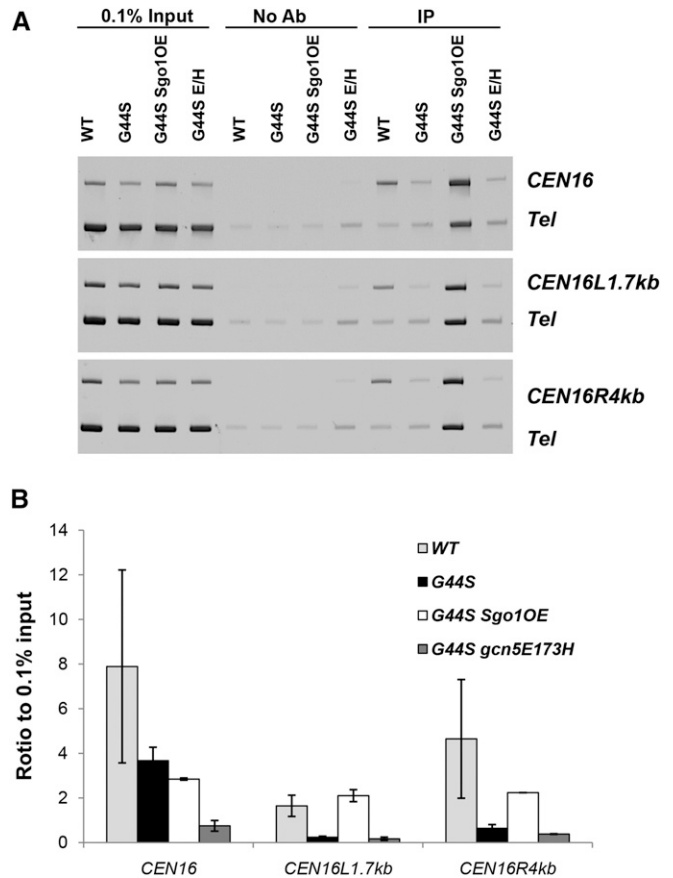 A
0.1% Input No Ab IP
WT G44S G44S Sgo1OE G44S E/H WT G44S G44S Sgo1OE G44S E/H WT G44S G44S Sgo1OE G44S E/H
CEN16
Tel
CEN16L1.7kb
Tel
CEN16R4kb
Tel
B
14
12
10
8
6
4
2
0
Rotio to 0.1% input
WT
G44S
G44S Sgo1OE
G44S gcn5E173H
CEN16 CEN16L1.7kb CEN16R4kb